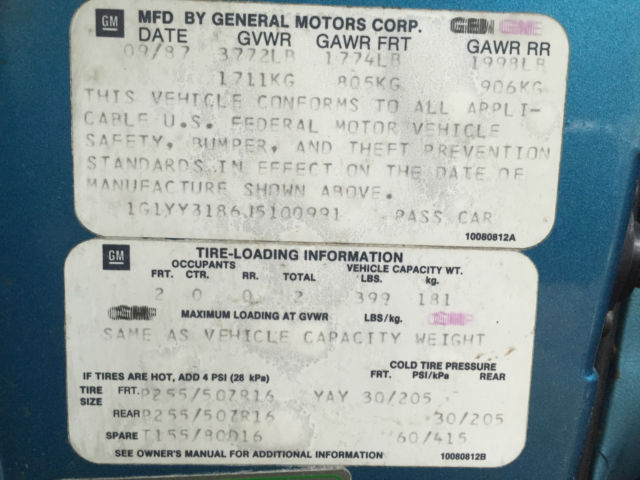 GM MFD BY GENERAL MOTORS CORP. GEN GME
DATE GVWR GAWR FRT GAWR RR
09/87 3772LB 1774LB 1998LB
1711KG 805KG 906KG
THIS VEHICLE CONFORMS TO ALL APPLI-
CABLE U.S. FEDERAL MOTOR VEHICLE
SAFETY, BUMPER, AND THEFT PREVENTION
STANDARDS IN EFFECT ON THE DATE OF
MANUFACTURE SHOWN ABOVE.
1G1YY3186J5100991 PASS CAR
10080812A
GM TIRE-LOADING INFORMATION
OCCUPANTS VEHICLE CAPACITY WT.
FRT. CTR. RR. TOTAL LBS. kg.
2 0 0 2 399 181
MAXIMUM LOADING AT GVWR LBS/kg.
SAME AS VEHICLE CAPACITY WEIGHT
COLD TIRE PRESSURE
IF TIRES ARE HOT, ADD 4 PSI (28 kPa) FRT. PSI/kPa REAR
TIRE SIZE FRT. P255/50ZR16 YAY 30/205
REAR P255/50ZR16 30/205
SPARE T155/80D16 60/415
SEE OWNER'S MANUAL FOR ADDITIONAL INFORMATION 10080812B